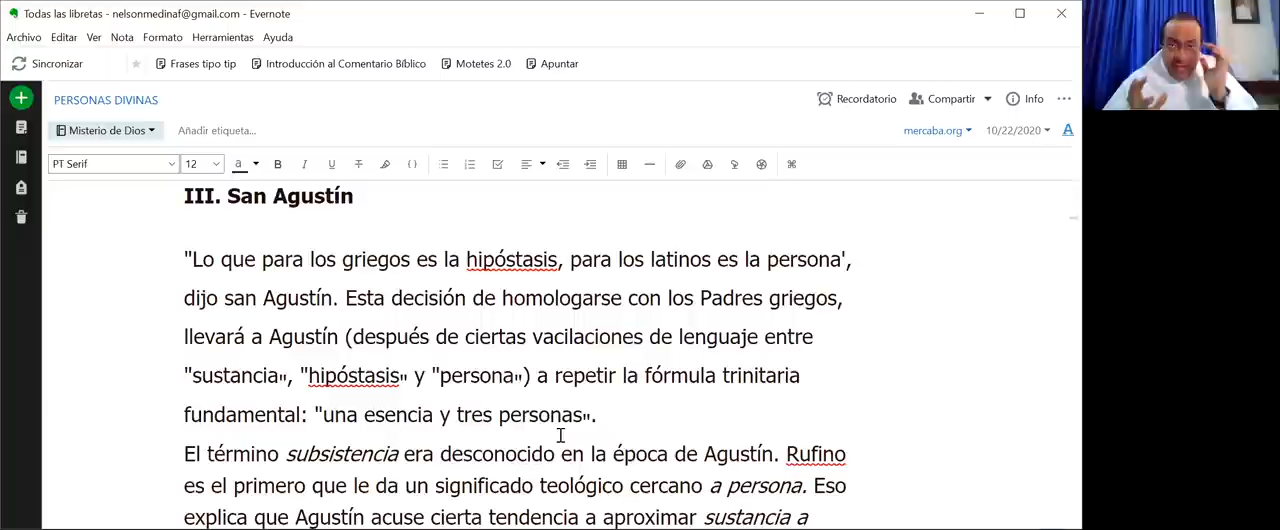 Todas las libretas - nelsonmedinaf@gmail.com - Evernote
Archivo Editar Ver Nota Formato Herramientas Ayuda
Sincronizar Frases tipo tip Introducción al Comentario Bíblico Motetes 2.0 Apuntar
PERSONAS DIVINAS Recordatorio Compartir Info
Misterio de Dios Añadir etiqueta... mercaba.org 10/22/2020 A
PT Serif 12 a B I U T
III. San Agustín
"Lo que para los griegos es la hipóstasis, para los latinos es la persona',
dijo san Agustín. Esta decisión de homologarse con los Padres griegos,
llevará a Agustín (después de ciertas vacilaciones de lenguaje entre
"sustancia", "hipóstasis" y "persona") a repetir la fórmula trinitaria
fundamental: "una esencia y tres personas".
El término subsistencia era desconocido en la época de Agustín. Rufino
es el primero que le da un significado teológico cercano a persona. Eso
explica que Agustín acuse cierta tendencia a aproximar sustancia a